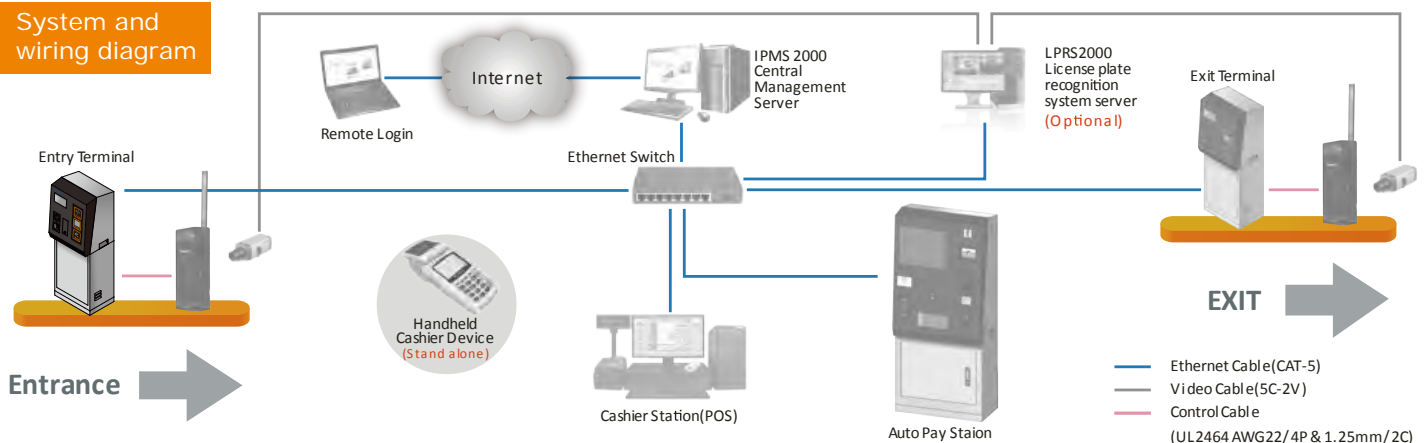 System and
wiring diagram
Internet
Remote Login
IPMS 2000
Central
Management
Server
LPRS2000
License plate
recognition
system server
(Optional)
Exit Terminal
Entry Terminal
Ethernet Switch
Handheld
Cashier Device
(Stand alone)
EXIT
Entrance
Cashier Station(POS)
Auto Pay Staion
Ethernet Cable(CAT-5)
Video Cable(5C-2V)
Control Cable
(UL2464 AWG22/4P & 1.25mm/2C)